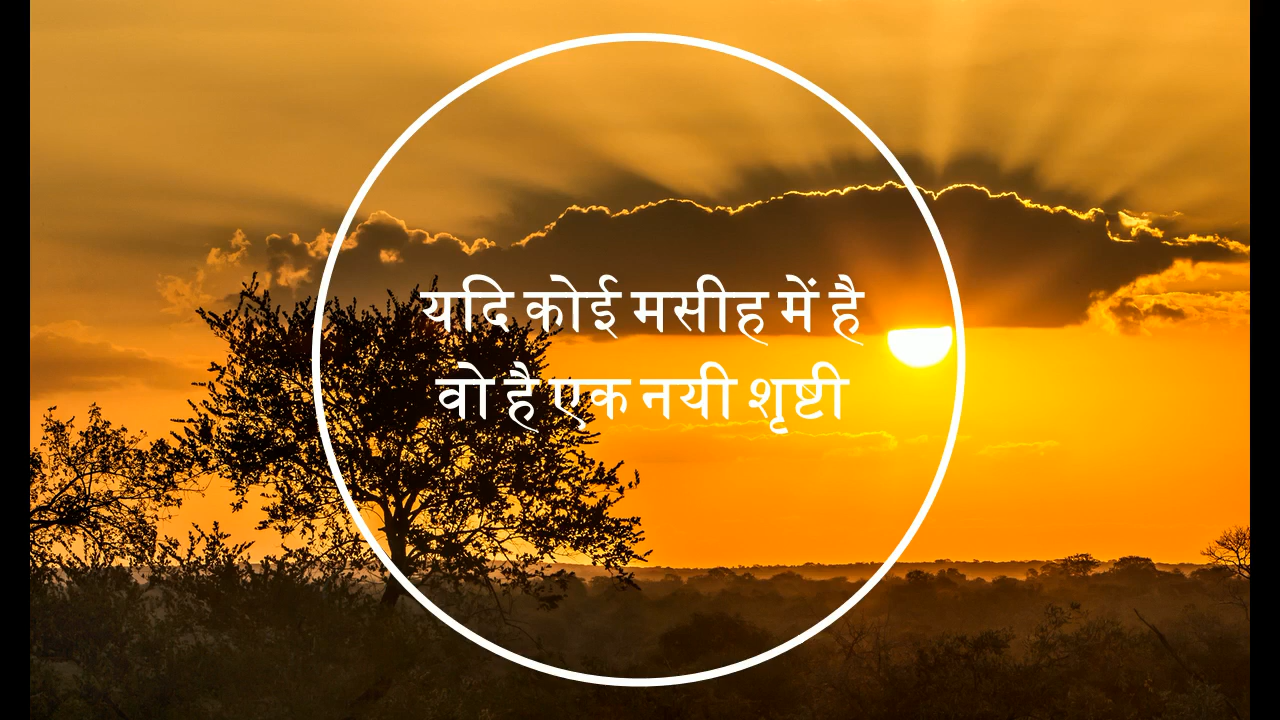 यदि कोई मसीह में है
वो है एक नयी शृष्टी